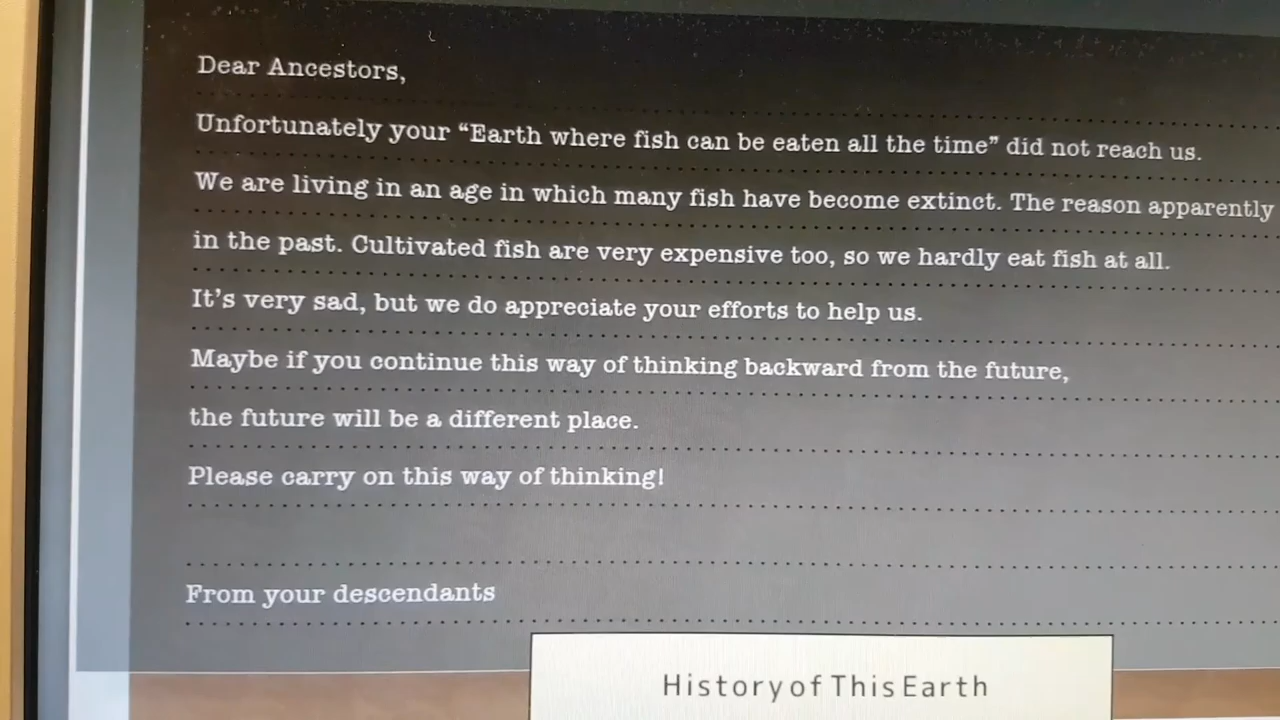 Dear Ancestors,
Unfortunately your “Earth where fish can be eaten all the time” did not reach us.
We are living in an age in which many fish have become extinct. The reason apparently
in the past. Cultivated fish are very expensive too, so we hardly eat fish at all.
It’s very sad, but we do appreciate your efforts to help us.
Maybe if you continue this way of thinking backward from the future,
the future will be a different place.
Please carry on this way of thinking!
From your descendants
History of This Earth